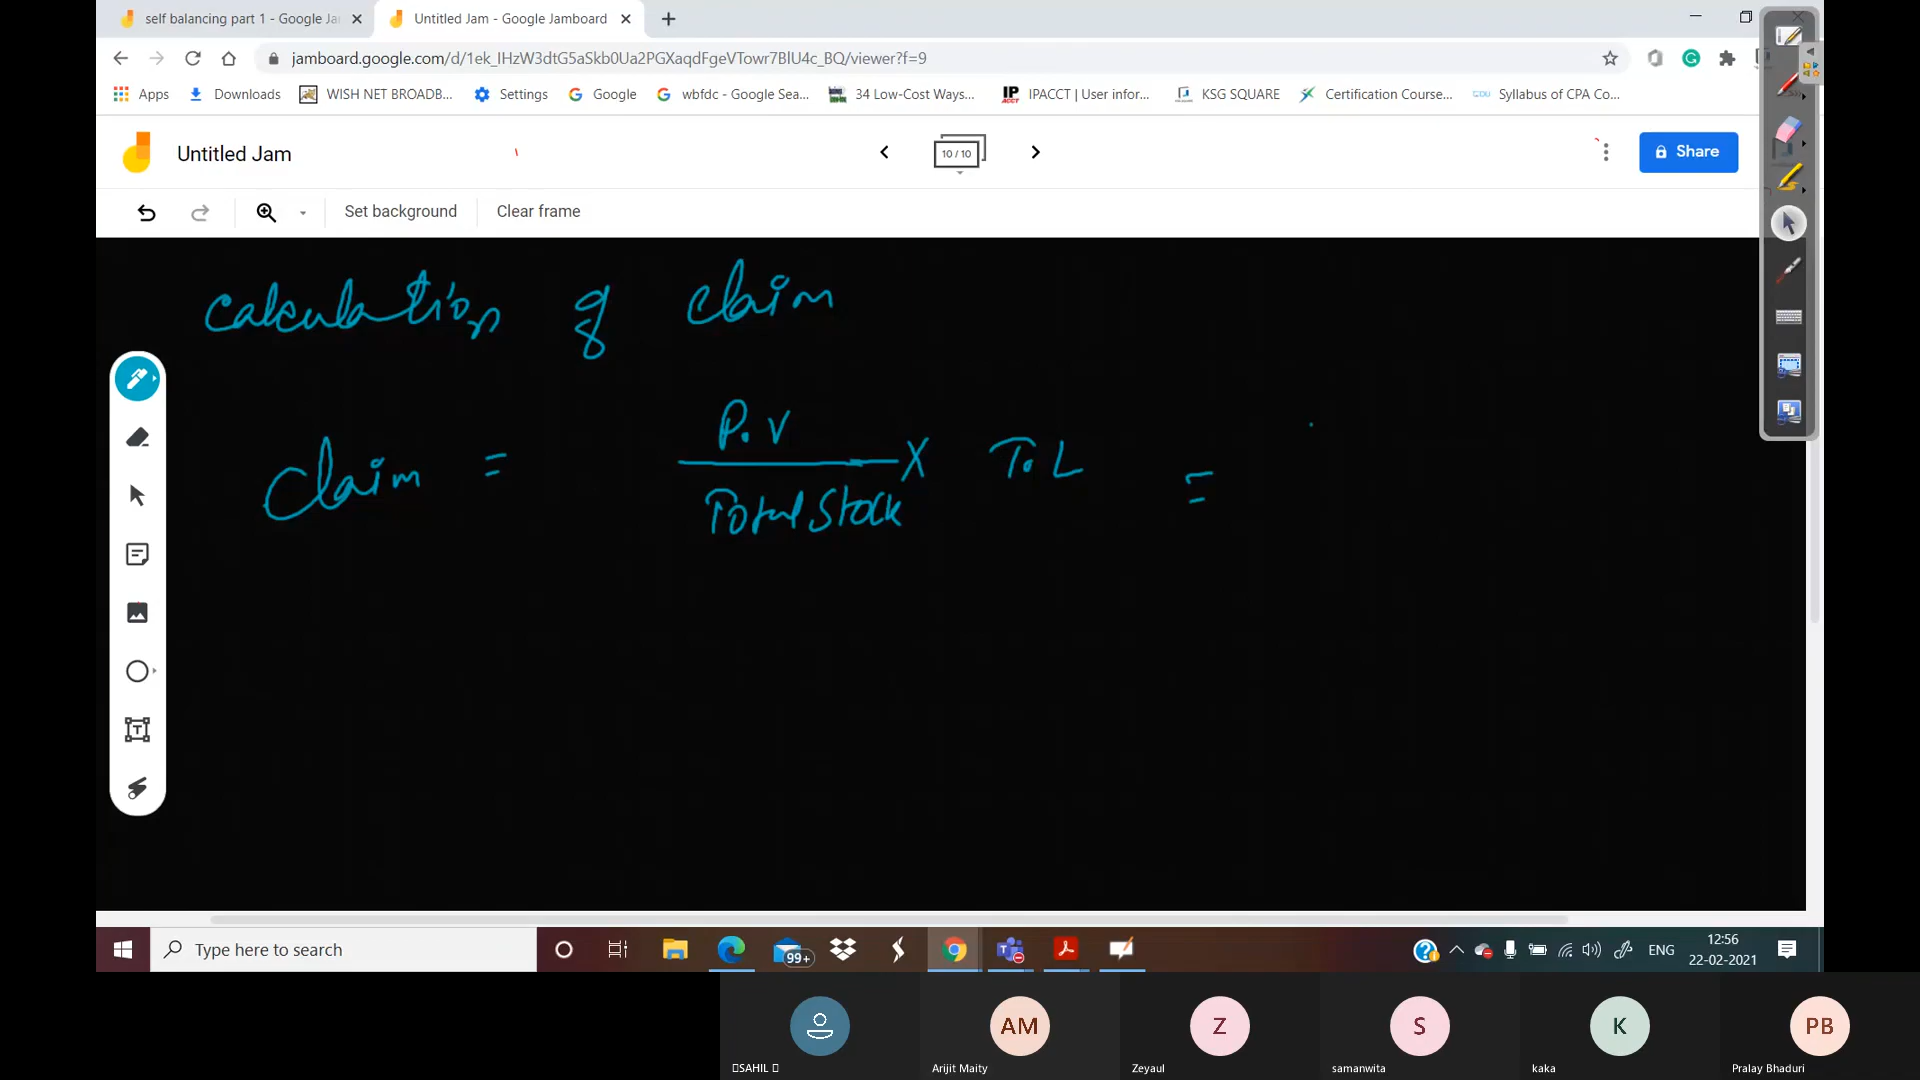 self balancing part 1 - Google Ja
Untitled Jam - Google Jamboard
jamboard.google.com/d/1ek_IHzW3dtG5aSkb0Ua2PGXaqdFgeVTowr7BlU4c_BQ/viewer?f=9
Apps Downloads WISH NET BROADB... Settings Google wbfdc - Google Sea... 34 Low-Cost Ways... IPACCT | User infor... KSG SQUARE Certification Course... Syllabus of CPA Co...
Untitled Jam
10 / 10
Share
Set background
Clear frame
Calculation of claim
P.V
Claim = X T.L =
Total Stock
Type here to search
99+
ENG
12:56
22-02-2021
AM Z S K PB
SAHIL Arijit Maity Zeyaul samanwita kaka Pralay Bhaduri